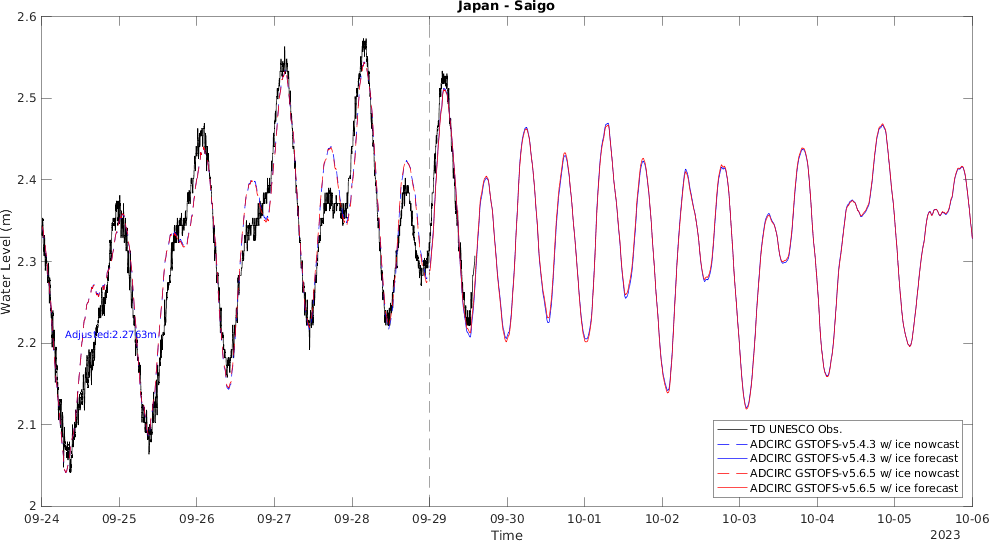 Japan - Saigo
2.6
2.5
2.4
2.3
2.2
2.1
2
Water Level (m)
Adjusted:2.2763m
TD UNESCO Obs.
ADCIRC GSTOFS-v5.4.3 w/ ice nowcast
ADCIRC GSTOFS-v5.4.3 w/ ice forecast
ADCIRC GSTOFS-v5.6.5 w/ ice nowcast
ADCIRC GSTOFS-v5.6.5 w/ ice forecast
09-24 09-25 09-26 09-27 09-28 09-29 09-30 10-01 10-02 10-03 10-04 10-05 10-06
Time
2023